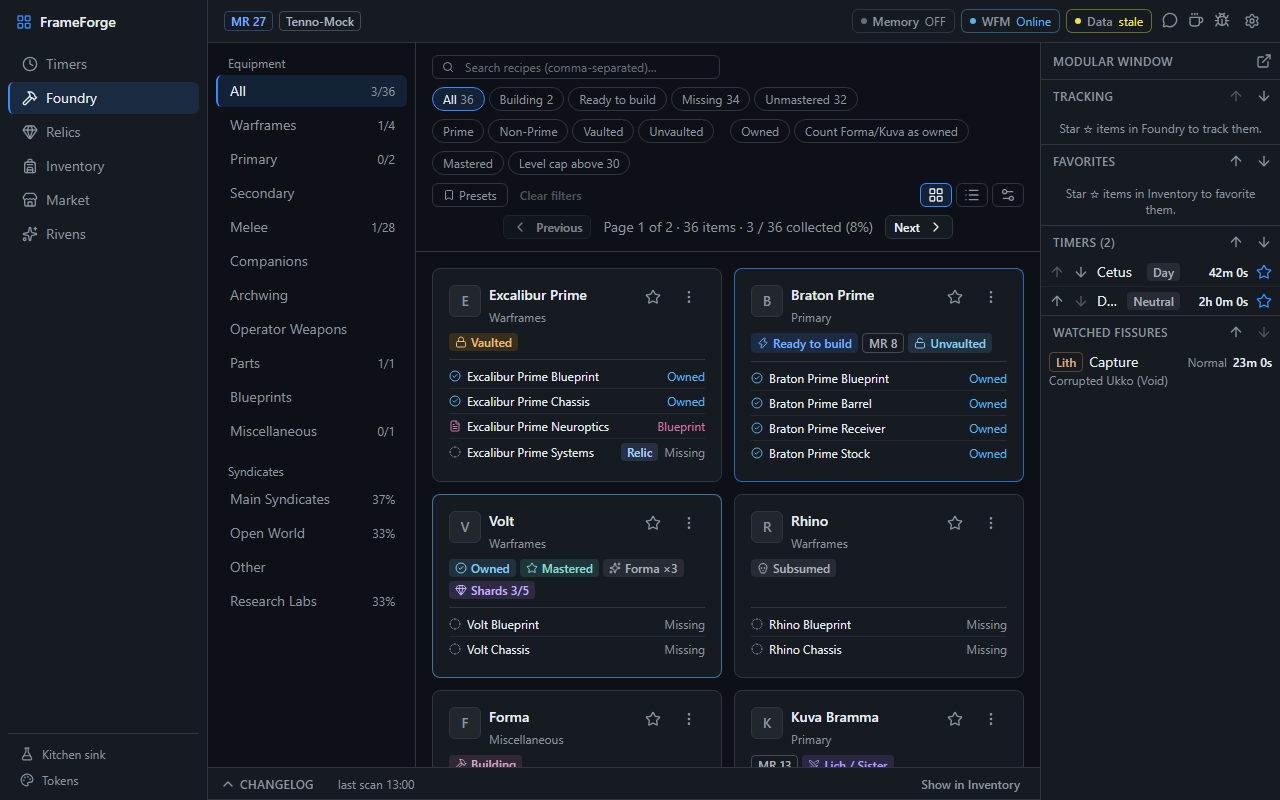 FrameForge
MR 27
Tenno-Mock
Memory OFF
WFM Online
Data stale
Timers
Foundry
Relics
Inventory
Market
Rivens
Kitchen sink
Tokens
Equipment
All 3/36
Warframes 1/4
Primary 0/2
Secondary
Melee 1/28
Companions
Archwing
Operator Weapons
Parts 1/1
Blueprints
Miscellaneous 0/1
Syndicates
Main Syndicates 37%
Open World 33%
Other
Research Labs 33%
Search recipes (comma-separated)...
All 36 Building 2 Ready to build Missing 34 Unmastered 32
Prime Non-Prime Vaulted Unvaulted Owned Count Forma/Kuva as owned
Mastered Level cap above 30
Presets Clear filters
Previous Page 1 of 2 · 36 items · 3 / 36 collected (8%) Next
E
Excalibur Prime
Warframes
Vaulted
Excalibur Prime Blueprint Owned
Excalibur Prime Chassis Owned
Excalibur Prime Neuroptics Blueprint
Excalibur Prime Systems Relic Missing
B
Braton Prime
Primary
Ready to build MR 8 Unvaulted
Braton Prime Blueprint Owned
Braton Prime Barrel Owned
Braton Prime Receiver Owned
Braton Prime Stock Owned
V
Volt
Warframes
Owned Mastered Forma ×3
Shards 3/5
Volt Blueprint Missing
Volt Chassis Missing
R
Rhino
Warframes
Subsumed
Rhino Blueprint Missing
Rhino Chassis Missing
F
Forma
Miscellaneous
Building
K
Kuva Bramma
Primary
MR 13 Lich / Sister
CHANGELOG last scan 13:00 Show in Inventory
MODULAR WINDOW
TRACKING
Star ☆ items in Foundry to track them.
FAVORITES
Star ☆ items in Inventory to favorite
them.
TIMERS (2)
Cetus Day 42m 0s
D... Neutral 2h 0m 0s
WATCHED FISSURES
Lith Capture Normal 23m 0s
Corrupted Ukko (Void)